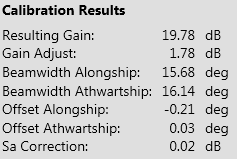 Calibration Results
Resulting Gain: 19.78 dB
Gain Adjust: 1.78 dB
Beamwidth Alongship: 15.68 deg
Beamwidth Athwartship: 16.14 deg
Offset Alongship: -0.21 deg
Offset Athwartship: 0.03 deg
Sa Correction: 0.02 dB